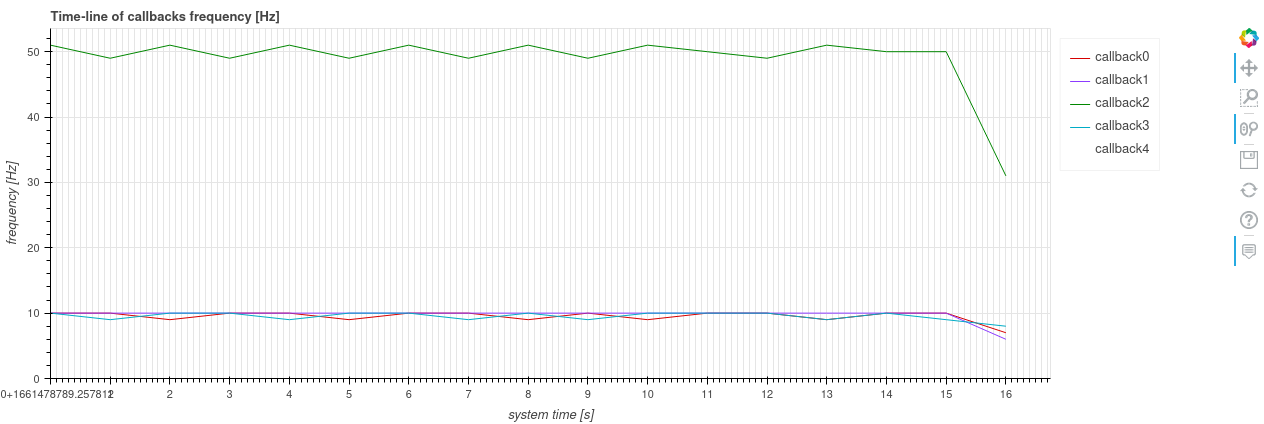 Time-line of callbacks frequency [Hz]
50
40
30
20
10
0
frequency [Hz]
0+1661478789.257812
1
2
3
4
5
6
7
8
9
10
11
12
13
14
15
16
system time [s]
callback0
callback1
callback2
callback3
callback4